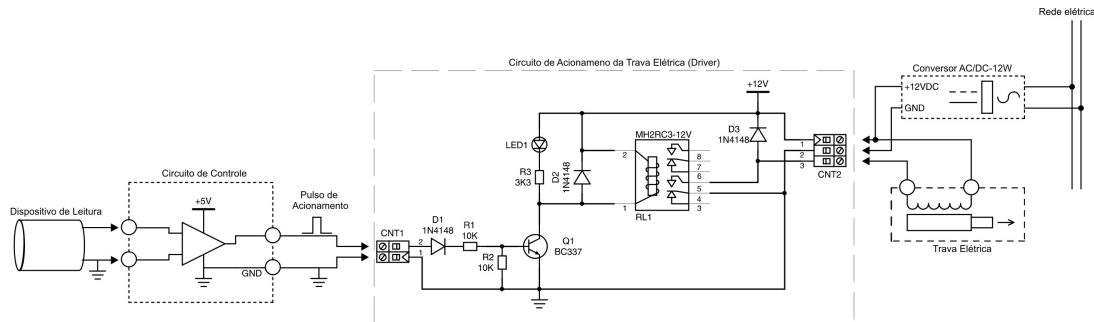 Rede elétrica
Circuito de Acionameno da Trava Elétrica (Driver)
Conversor AC/DC-12W
+12VDC
GND
+12V
D3
1N4148
MH2RC3-12V
LED1
R3
3K3
D2
1N4148
2
1
8
7
6
5
4
3
RL1
1
2
3
CNT2
Trava Elétrica
Circuito de Controle
+5V
GND
Pulso de
Acionamento
Dispositivo de Leitura
CNT1
2
1
D1
1N4148
R1
10K
R2
10K
Q1
BC337